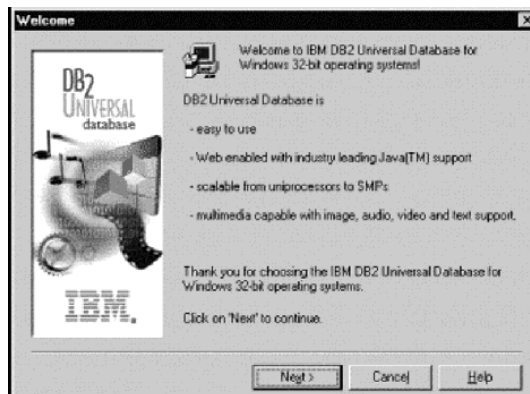 Welcome
DB2
UNIVERSAL
database
IBM.
Welcome to IBM DB2 Universal Database for
Windows 32-bit operating systems!
DB2 Universal Database is
- easy to use
- Web enabled with industry leading Java(TM) support
- scalable from uniprocessors to SMPs
- multimedia capable with image, audio, video and text support.
Thank you for choosing the IBM DB2 Universal Database for
Windows 32-bit operating systems.
Click on 'Next' to continue.
Next >
Cancel
Help